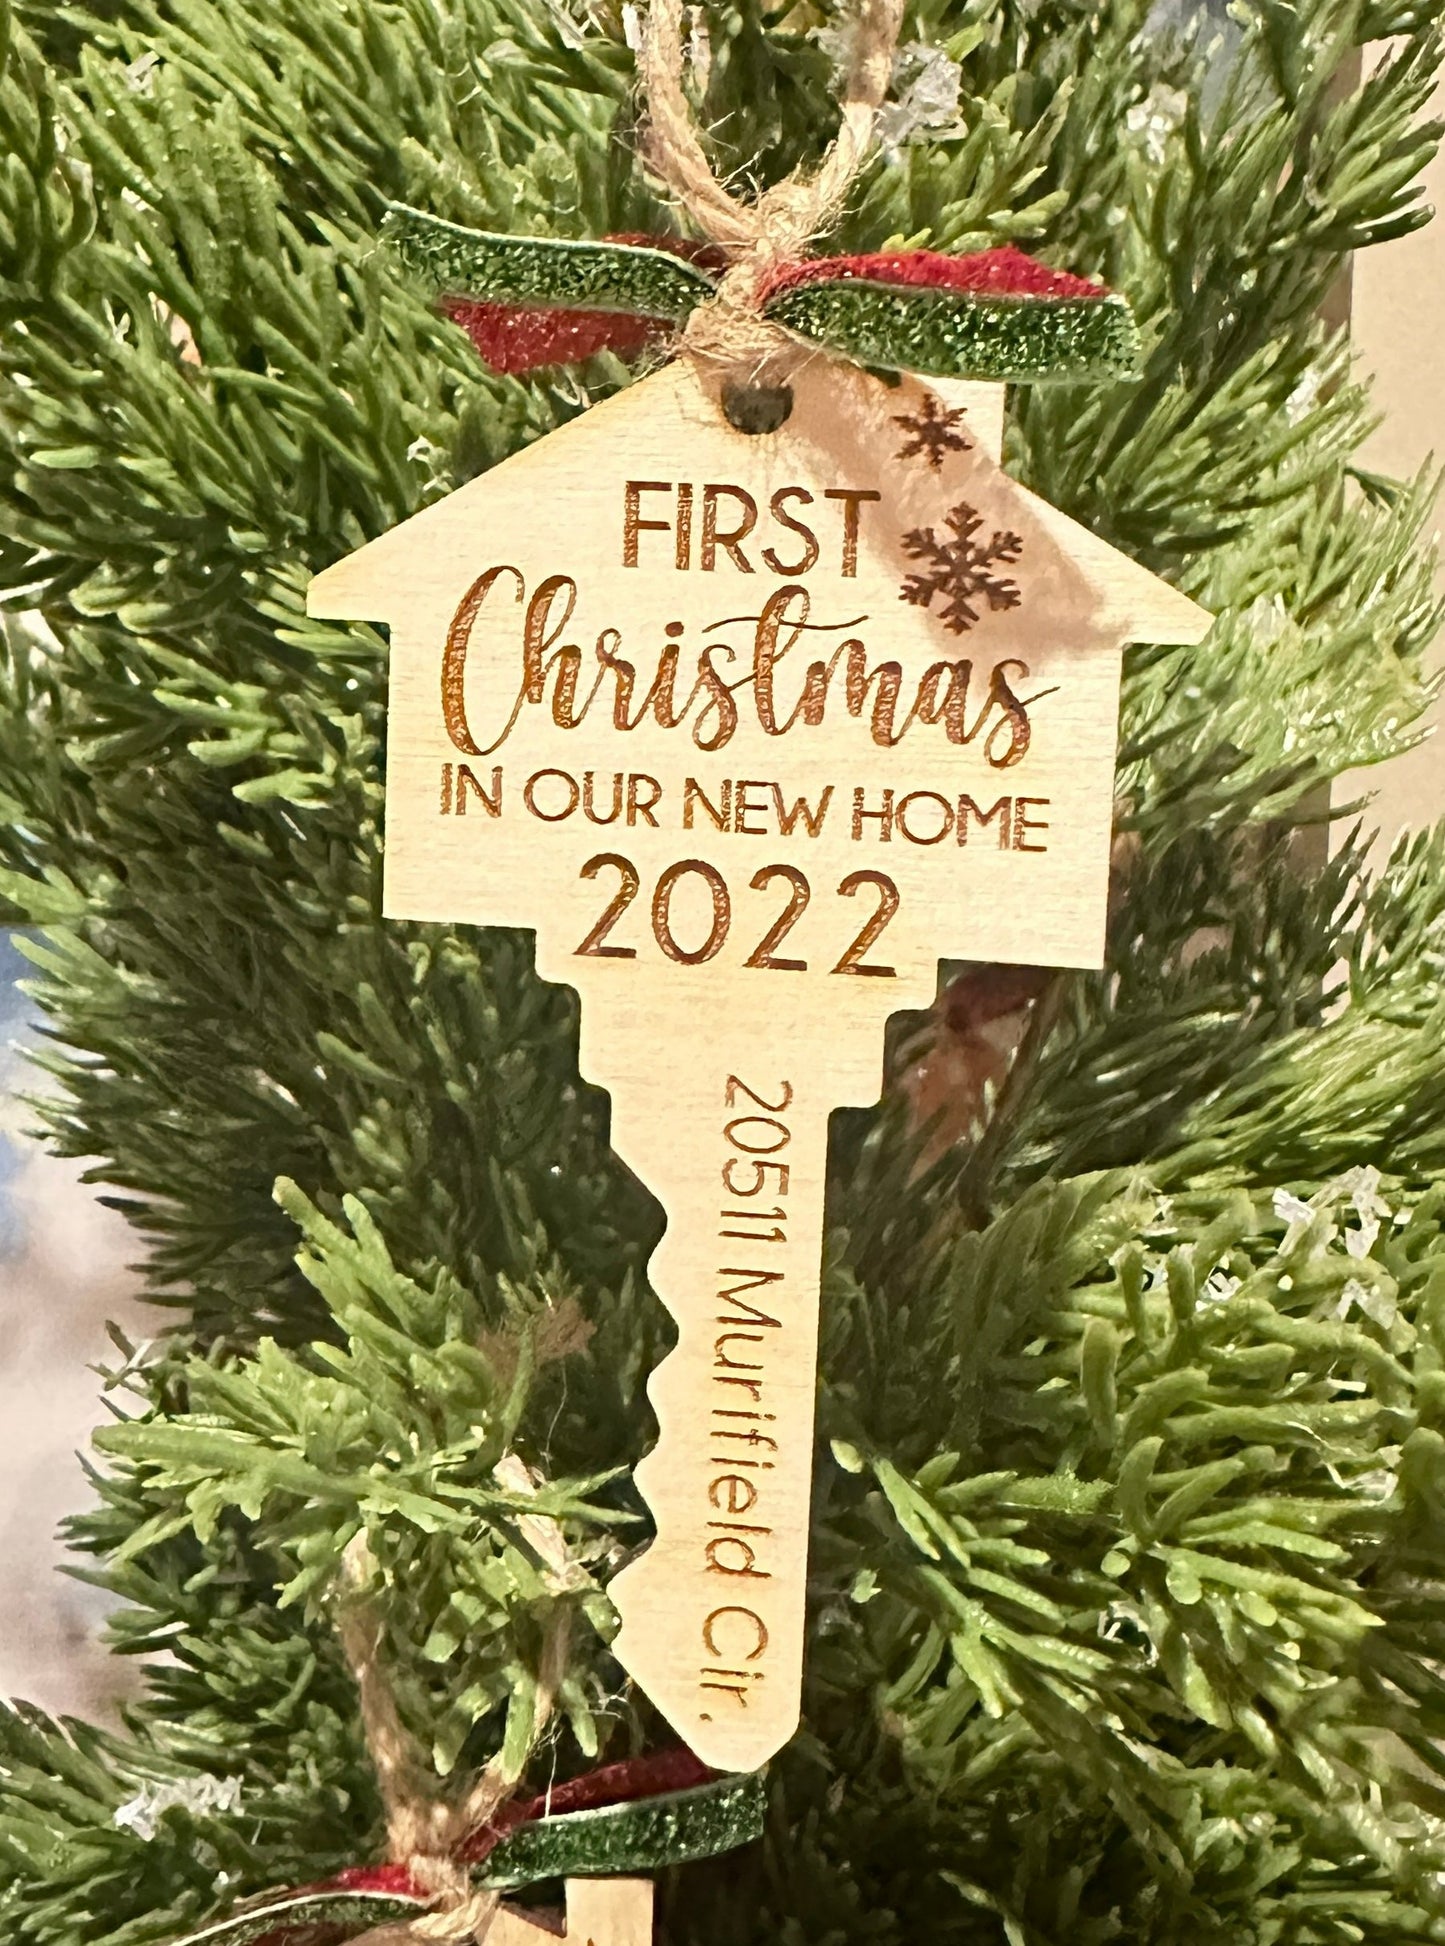 FIRST
Christmas
IN OUR NEW HOME
2022
20511 Murifield Cir.